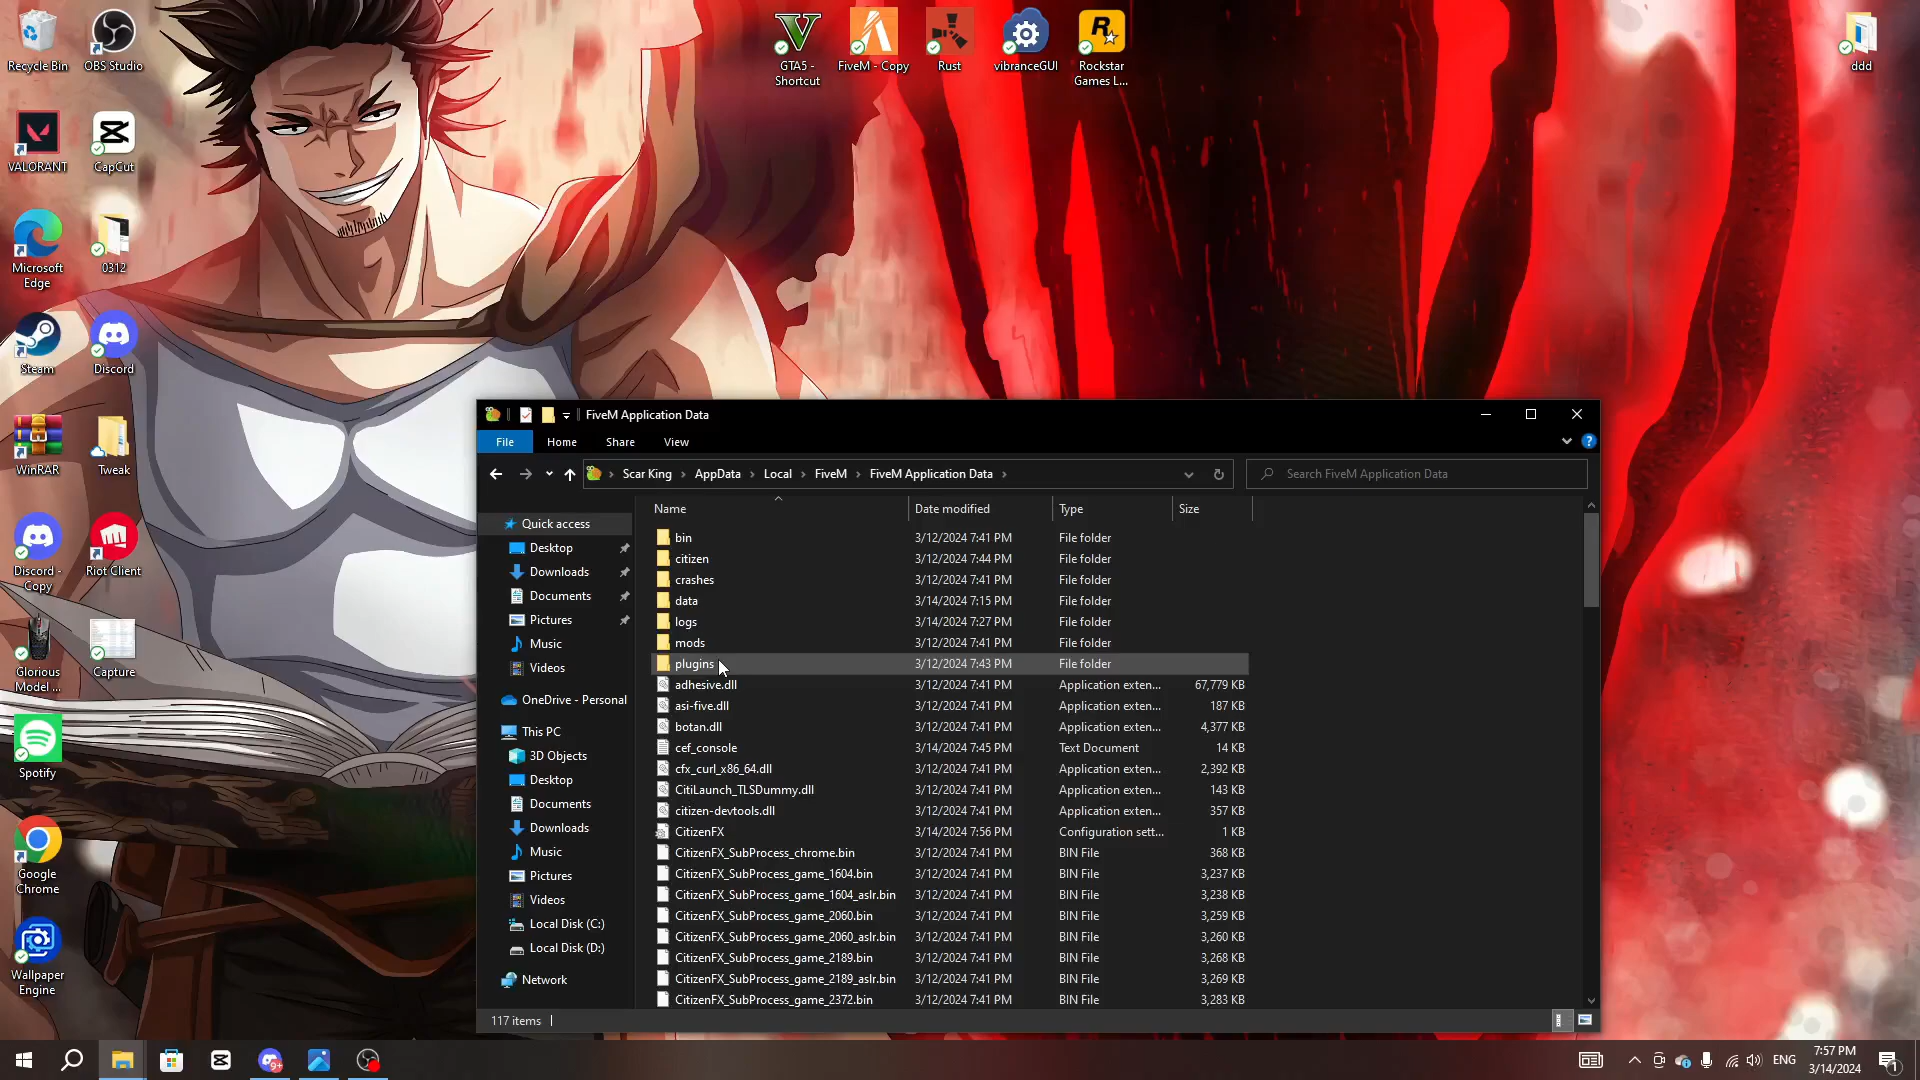 Recycle Bin
OBS Studio
GTA5 -
Shortcut
FiveM - Copy
Rust
vibranceGUI
Rockstar
Games L...
ddd
VALORANT
CapCut
Microsoft
Edge
0312
Steam
Discord
WinRAR
Tweak
Discord -
Copy
Riot Client
Glorious
Model ...
Capture
Spotify
Google
Chrome
Wallpaper
Engine
FiveM Application Data
File
Home
Share
View
Scar King
AppData
Local
FiveM
FiveM Application Data
Search FiveM Application Data
Name
Date modified
Type
Size
Quick access
Desktop
Downloads
Documents
Pictures
Music
Videos
OneDrive - Personal
This PC
3D Objects
Desktop
Documents
Downloads
Music
Pictures
Videos
Local Disk (C:)
Local Disk (D:)
Network
bin 3/12/2024 7:41 PM File folder
citizen 3/12/2024 7:44 PM File folder
crashes 3/12/2024 7:41 PM File folder
data 3/14/2024 7:15 PM File folder
logs 3/14/2024 7:27 PM File folder
mods 3/12/2024 7:41 PM File folder
plugins 3/12/2024 7:43 PM File folder
adhesive.dll 3/12/2024 7:41 PM Application exten... 67,779 KB
asi-five.dll 3/12/2024 7:41 PM Application exten... 187 KB
botan.dll 3/12/2024 7:41 PM Application exten... 4,377 KB
cef_console 3/14/2024 7:45 PM Text Document 14 KB
cfx_curl_x86_64.dll 3/12/2024 7:41 PM Application exten... 2,392 KB
CitiLaunch_TLSDummy.dll 3/12/2024 7:41 PM Application exten... 143 KB
citizen-devtools.dll 3/12/2024 7:41 PM Application exten... 357 KB
CitizenFX 3/14/2024 7:56 PM Configuration sett... 1 KB
CitizenFX_SubProcess_chrome.bin 3/12/2024 7:41 PM BIN File 368 KB
CitizenFX_SubProcess_game_1604.bin 3/12/2024 7:41 PM BIN File 3,237 KB
CitizenFX_SubProcess_game_1604_aslr.bin 3/12/2024 7:41 PM BIN File 3,238 KB
CitizenFX_SubProcess_game_2060.bin 3/12/2024 7:41 PM BIN File 3,259 KB
CitizenFX_SubProcess_game_2060_aslr.bin 3/12/2024 7:41 PM BIN File 3,260 KB
CitizenFX_SubProcess_game_2189.bin 3/12/2024 7:41 PM BIN File 3,268 KB
CitizenFX_SubProcess_game_2189_aslr.bin 3/12/2024 7:41 PM BIN File 3,269 KB
CitizenFX_SubProcess_game_2372.bin 3/12/2024 7:41 PM BIN File 3,283 KB
117 items
9+
ENG
7:57 PM
3/14/2024
1